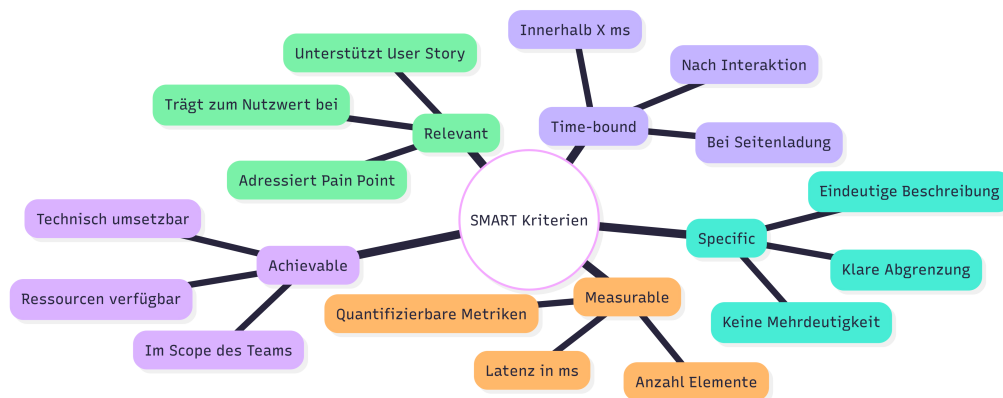 Innerhalb X ms
Unterstützt User Story
Nach Interaktion
Trägt zum Nutzwert bei
Relevant
Time-bound
Bei Seitenladung
Adressiert Pain Point
Eindeutige Beschreibung
Technisch umsetzbar
SMART Kriterien
Specific
Achievable
Klare Abgrenzung
Ressourcen verfügbar
Measurable
Quantifizierbare Metriken
Keine Mehrdeutigkeit
Im Scope des Teams
Latenz in ms
Anzahl Elemente